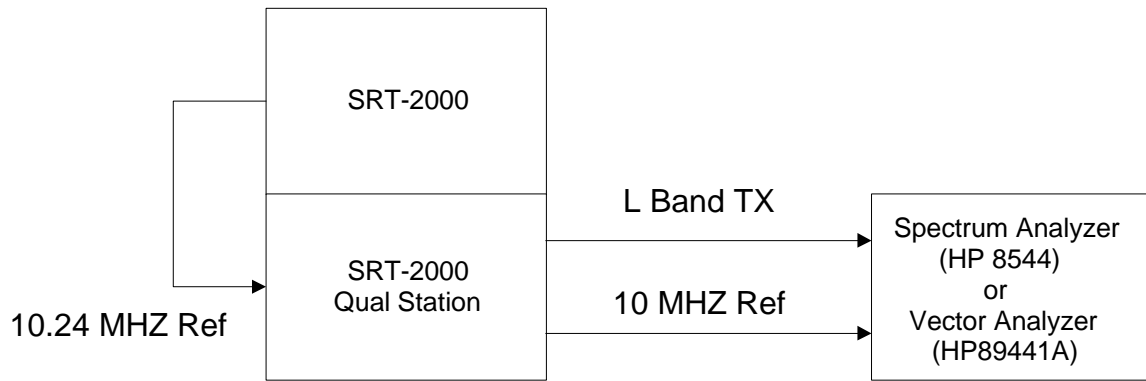 SRT-2000
L Band TX
SRT-2000
Qual Station
10.24 MHZ Ref
10 MHZ Ref
Spectrum Analyzer
(HP 8544)
or
Vector Analyzer
(HP89441A)